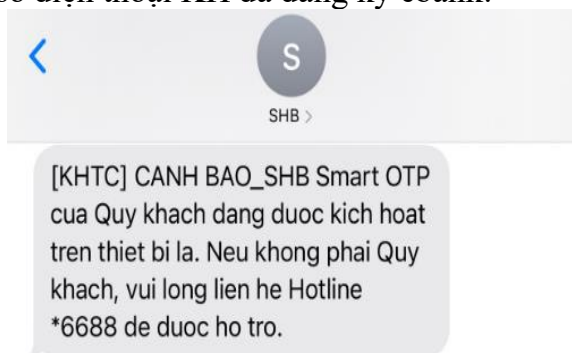 số điện thoại KH đã đăng ký ebank:
S
SHB >
[KHTC] CANH BAO_SHB Smart OTP
cua Quy khach dang duoc kich hoat
tren thiet bi la. Neu khong phai Quy
khach, vui long lien he Hotline
*6688 de duoc ho tro.